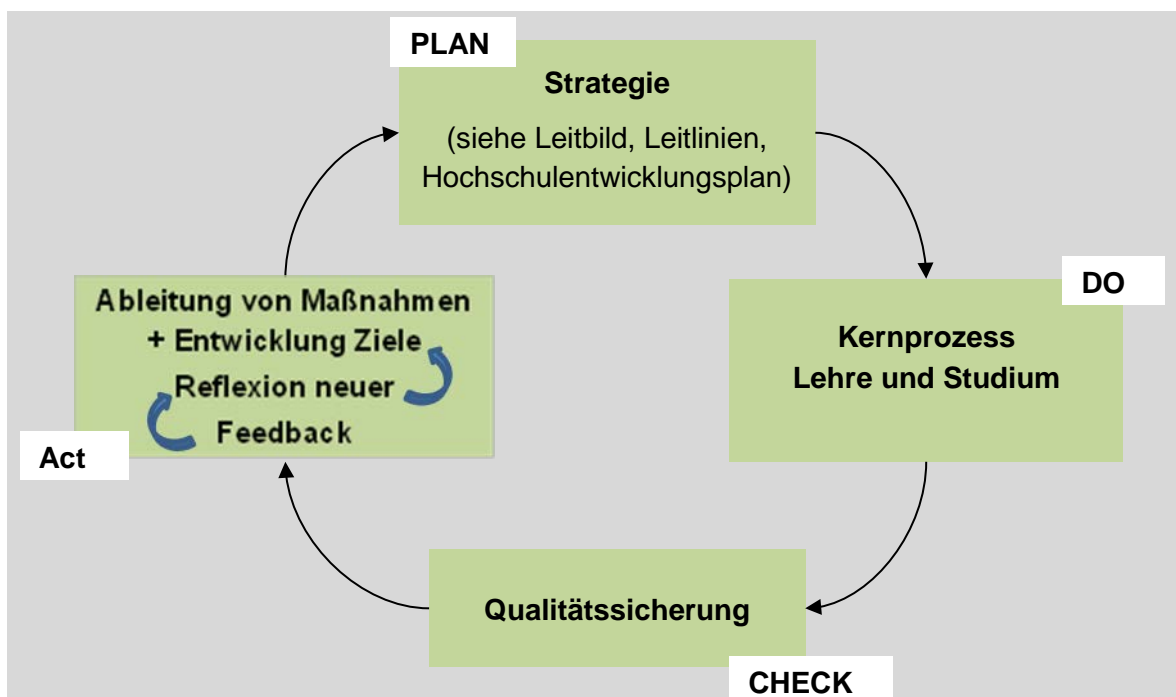 PLAN
Strategie
(siehe Leitbild, Leitlinien,
Hochschulentwicklungsplan)
DO
Kernprozess
Lehre und Studium
Ableitung von Maßnahmen
+ Entwicklung Ziele
Reflexion neuer
Feedback
Act
Qualitätssicherung
CHECK